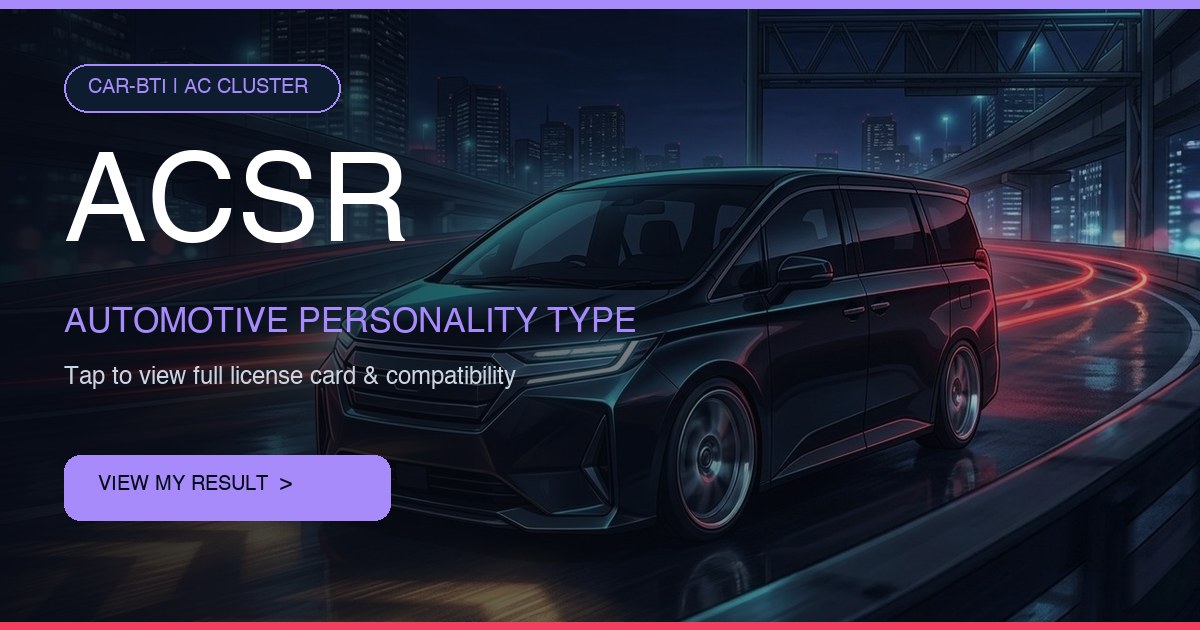 CAR-BTI | AC CLUSTER
ACSR
AUTOMOTIVE PERSONALITY TYPE
Tap to view full license card & compatibility
VIEW MY RESULT >